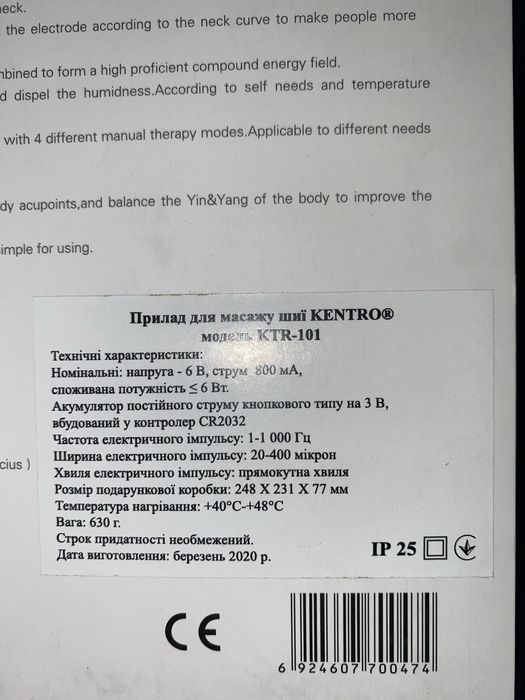 neck.
the electrode according to the neck curve to make people more
mbined to form a high proficient compound energy field.
d dispel the humidness.According to self needs and temperature
with 4 different manual therapy modes.Applicable to different needs
dy acupoints,and balance the Yin&Yang of the body to improve the
imple for using.
Прилад для масажу шиї KENTRO®
модель KTR-101
Технічні характеристики:
Номінальні: напруга - 6 В, струм 800 мА,
споживана потужність ≤ 6 Вт.
Акумулятор постійного струму кнопкового типу на 3 В,
вбудований у контролер CR2032
Частота електричного імпульсу: 1-1 000 Гц
Ширина електричного імпульсу: 20-400 мікрон
cius )
Хвиля електричного імпульсу: прямокутна хвиля
Розмір подарункової коробки: 248 X 231 X 77 мм
Температура нагрівання: +40°C-+48°C
Вага: 630 г.
Строк придатності необмежений.
Дата виготовлення: березень 2020 р.
IP 25
CE
6 924607 700474